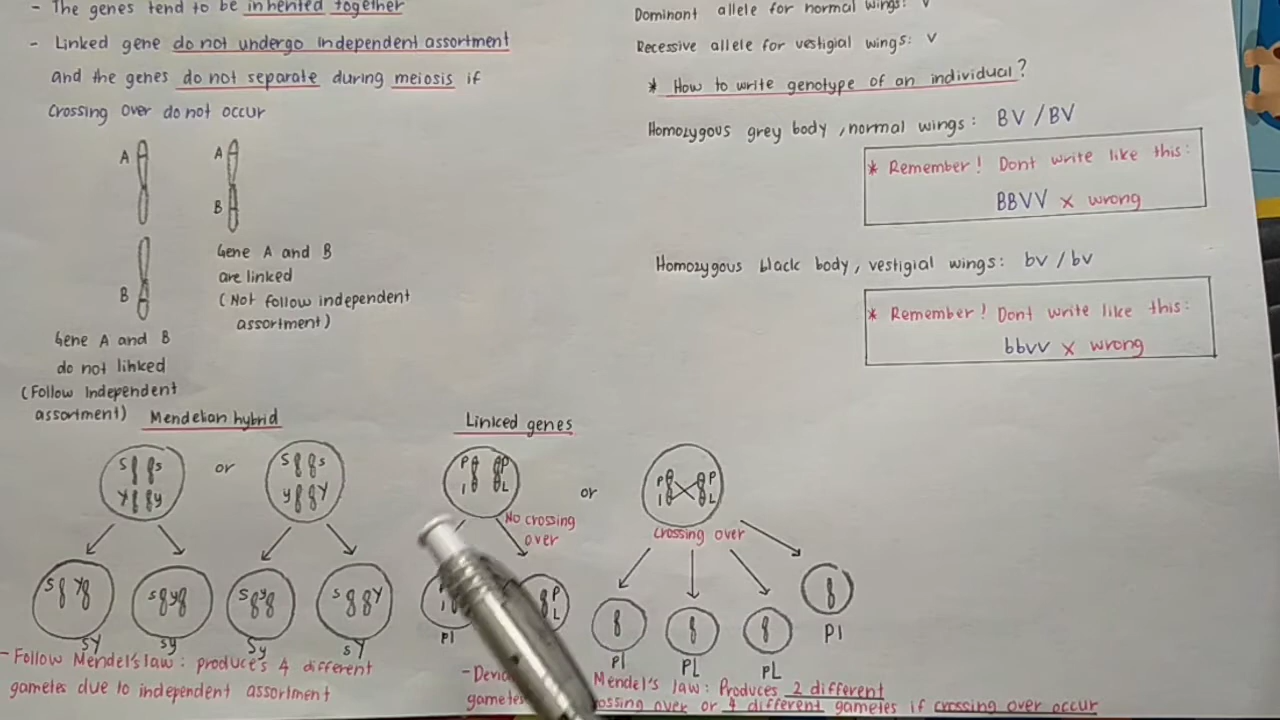 - The genes tend to be inherited together
- Linked gene do not undergo independent assortment
and the genes do not separate during meiosis if
crossing over do not occur
A
A
B
B
Gene A and B
are linked
(Not follow independent
assortment)
Gene A and B
do not linked
(Follow Independent
assortment)
Dominant allele for normal wings: V
Recessive allele for vestigial wings: v
* How to write genotype of an individual?
Homozygous grey body, normal wings: BV / BV
* Remember! Dont write like this:
BBVV x wrong
Homozygous black body, vestigial wings: bv / bv
* Remember! Dont write like this:
bbvv x wrong
Mendelian hybrid
Linked genes
S s
Y y
or
S s
y Y
P P
l L
No crossing
over
or
P P
l L
Crossing over
S Y
s y
S y
s Y
P
L
SY
sy
Sy
sY
Pl
Pl
PL
pL
Pl
- Follow Mendel's law: produces 4 different
gametes due to independent assortment
Mendel's law: Produces 2 different
gametes
crossing over or 4 different gametes if crossing over occur